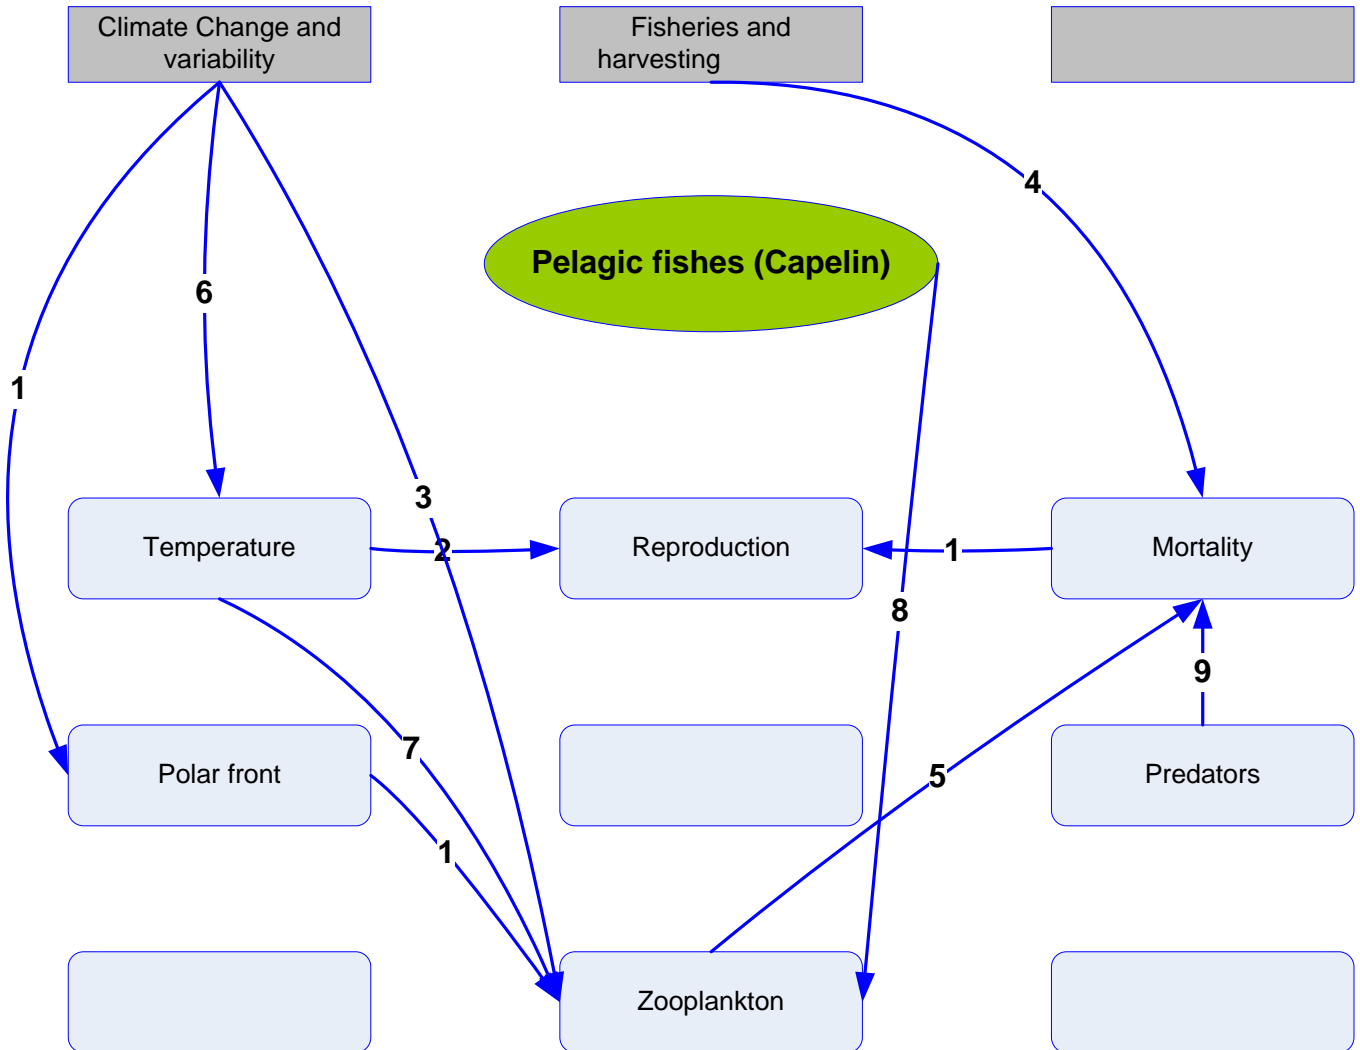 Climate Change and
variability
Fisheries and
harvesting
4
Pelagic fishes (Capelin)
6
1
3
Temperature
2
Reproduction
1
Mortality
8
9
7
Polar front
5
Predators
1
Zooplankton